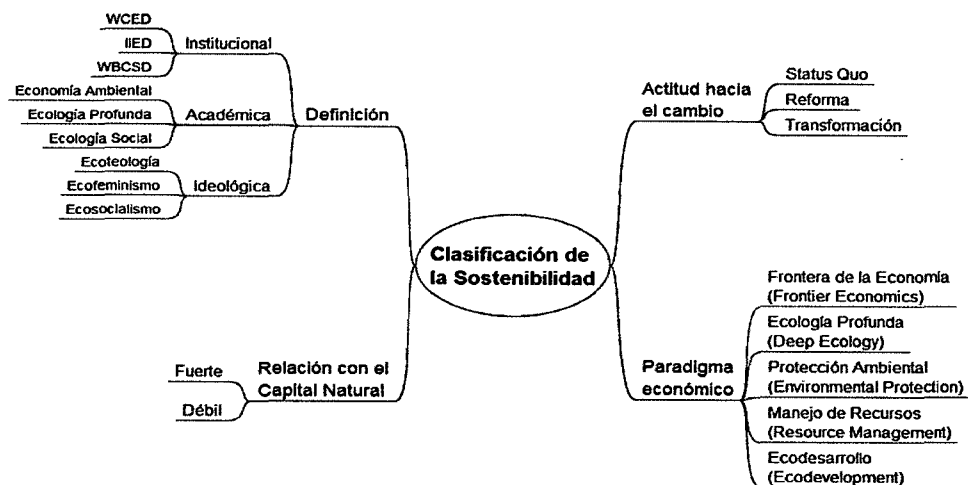 WCED
IIED
WBCSD
Institucional
Economía Ambiental
Ecología Profunda
Ecología Social
Académica
Ecoteología
Ecofeminismo
Ecosocialismo
Ideológica
Definición
Fuerte
Débil
Relación con el
Capital Natural
Clasificación de
la Sostenibilidad
Actitud hacia
el cambio
Status Quo
Reforma
Transformación
Paradigma
económico
Frontera de la Economía
(Frontier Economics)
Ecología Profunda
(Deep Ecology)
Protección Ambiental
(Environmental Protection)
Manejo de Recursos
(Resource Management)
Ecodesarrollo
(Ecodevelopment)